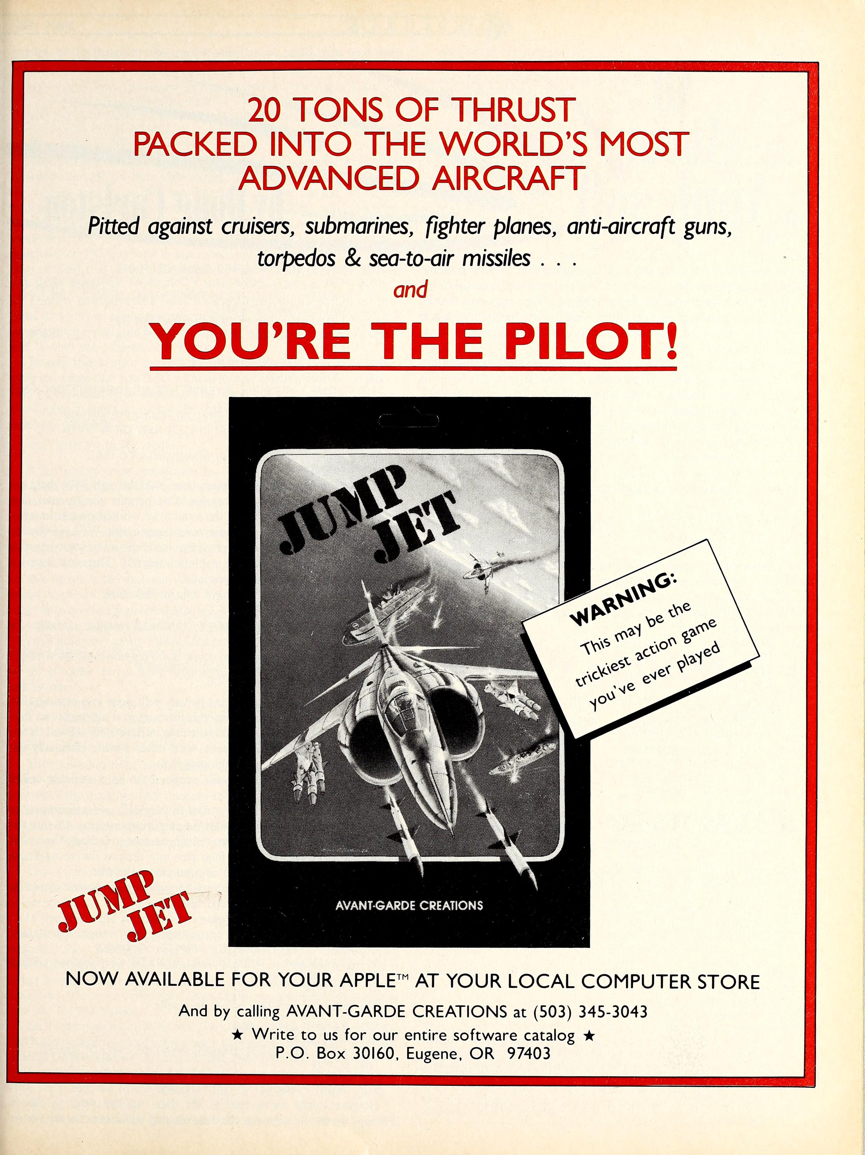 20 TONS OF THRUST
PACKED INTO THE WORLD'S MOST
ADVANCED AIRCRAFT
Pitted against cruisers, submarines, fighter planes, anti-aircraft guns,
torpedos & sea-to-air missiles . . .
and
YOU'RE THE PILOT!
JUMP
JET
WARNING:
This may be the
trickiest action game
you've ever played
AVANT-GARDE CREATIONS
JUMP
JET
NOW AVAILABLE FOR YOUR APPLE™ AT YOUR LOCAL COMPUTER STORE
And by calling AVANT-GARDE CREATIONS at (503) 345-3043
★ Write to us for our entire software catalog ★
P.O. Box 30160, Eugene, OR 97403